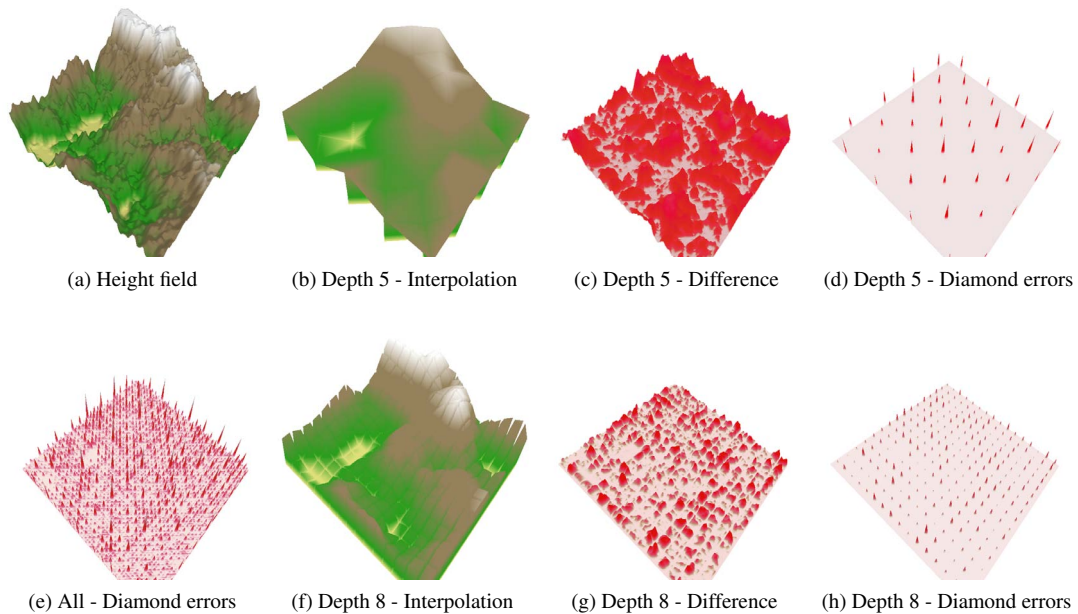 (a) Height field
(b) Depth 5 - Interpolation
(c) Depth 5 - Difference
(d) Depth 5 - Diamond errors
(e) All - Diamond errors
(f) Depth 8 - Interpolation
(g) Depth 8 - Difference
(h) Depth 8 - Diamond errors